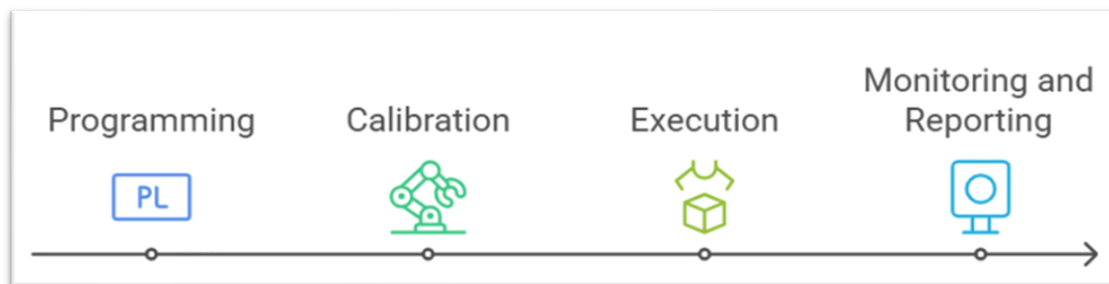 Programming
Calibration
Execution
Monitoring and
Reporting
PL